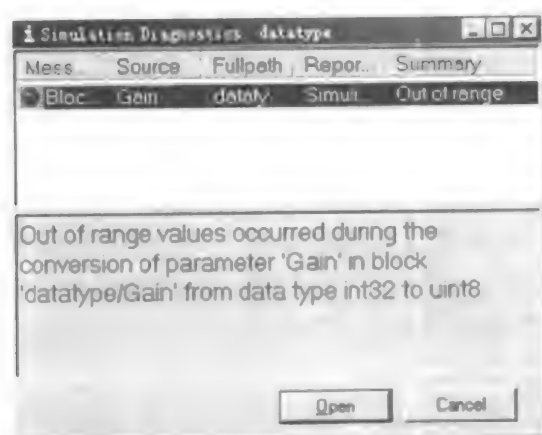 Simulation Diagnostics datatype
Mess... Source Fullpath Repor... Summary
Bloc... Gain dataty... Simuli... Out of range
Out of range values occurred during the
conversion of parameter 'Gain' in block
'datatype/Gain' from data type int32 to uint8
Open Cancel